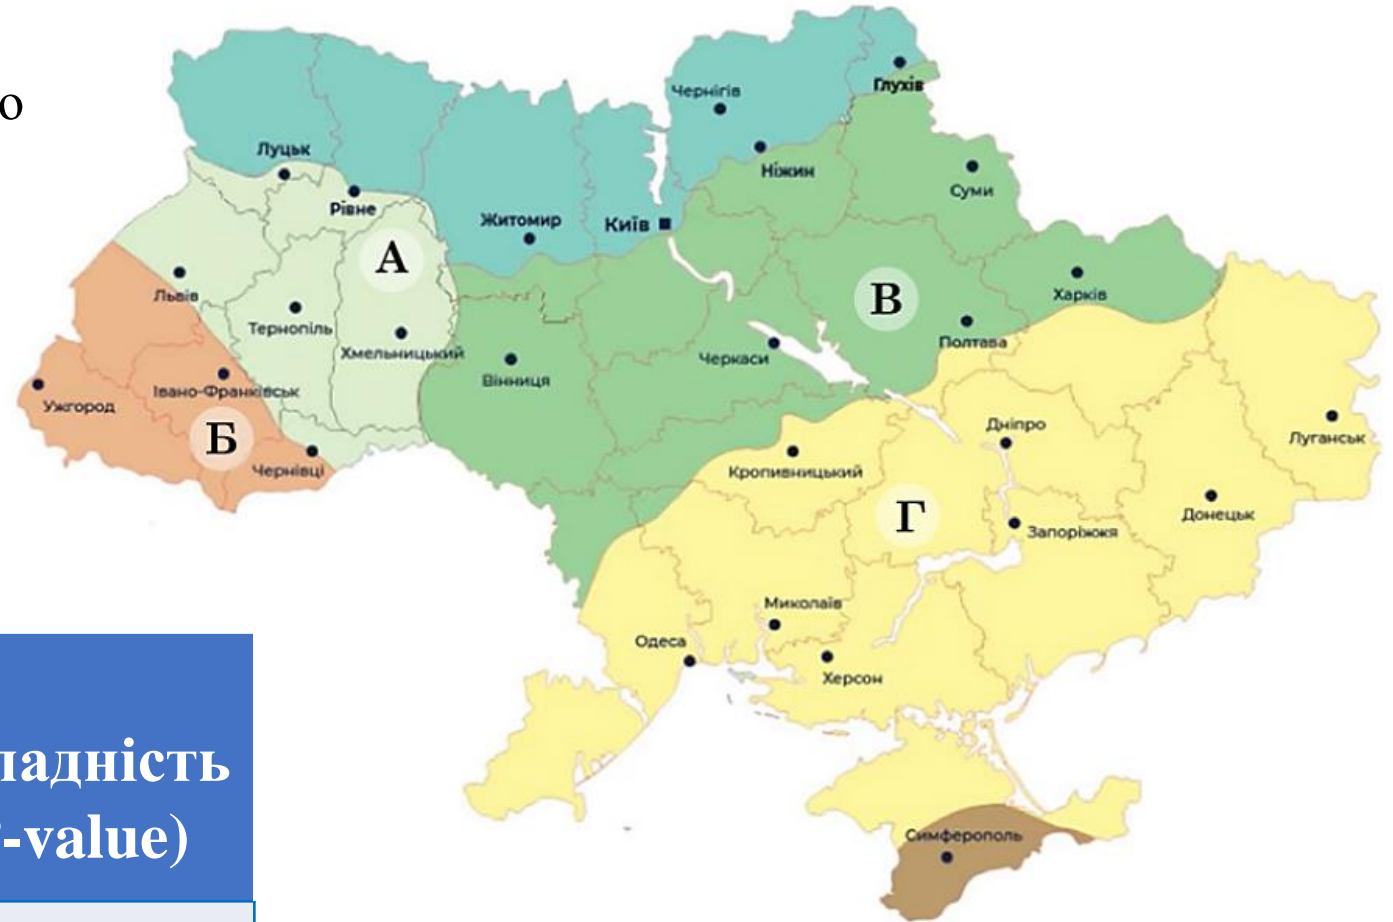 о
Глухів
Чернігів
Луцьк
Ніжин
Суми
Рівне
Житомир
Київ
А
Львів
Тернопіль
Хмельницький
В
Харків
Полтава
Черкаси
Вінниця
Івано-Франківськ
Ужгород
Б
Чернівці
Дніпро
Луганськ
Кропивницький
Г
Донецьк
Запоріжжя
Миколаїв
Одеса
Херсон
Симферополь
ладність
-value)